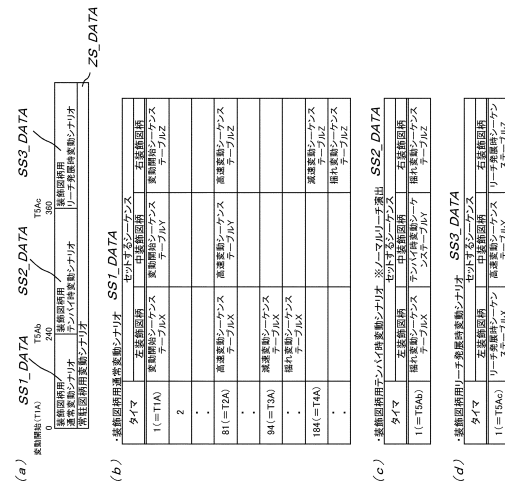 (a)
SS1_DATA
SS2_DATA
SS3_DATA
変動開始(T1A)
T5Ab
T5Ac
0
240
360
装飾図柄用
通常変動シナリオ
装飾図柄用
テンパイ時変動シナリオ
装飾図柄用
リーチ発展時変動シナリオ
常駐図柄用変動シナリオ
ZS_DATA
(b)
・装飾図柄用通常変動シナリオ
SS1_DATA
タイマ
セットするシーケンス
左装飾図柄
中装飾図柄
右装飾図柄
1(=T1A)
変動開始シーケンス
テーブルX
変動開始シーケンス
テーブルY
変動開始シーケンス
テーブルZ
2
・
・
81(=T2A)
高速変動シーケンス
テーブルX
高速変動シーケンス
テーブルY
高速変動シーケンス
テーブルZ
・
・
94(=T3A)
減速変動シーケンス
テーブルX
・
揺れ変動シーケンス
テーブルX
・
184(=T4A)
減速変動シーケンス
テーブルZ
・
揺れ変動シーケンス
テーブルZ
・
(c)
・装飾図柄用テンパイ時変動シナリオ ※ノーマルリーチ演出
SS2_DATA
タイマ
セットするシーケンス
左装飾図柄
中装飾図柄
右装飾図柄
1(=T5Ab)
揺れ変動シーケンス
テーブルX
テンパイ時変動シーケ
ンステーブルY
揺れ変動シーケンス
テーブルZ
(d)
・装飾図柄用リーチ発展時変動シナリオ
SS3_DATA
タイマ
セットするシーケンス
左装飾図柄
中装飾図柄
右装飾図柄
1(=T5Ac)
リーチ発展時シーケン
ステーブルX
高速変動シーケンス
テーブルY
リーチ発展時シーケン
ステーブルZ